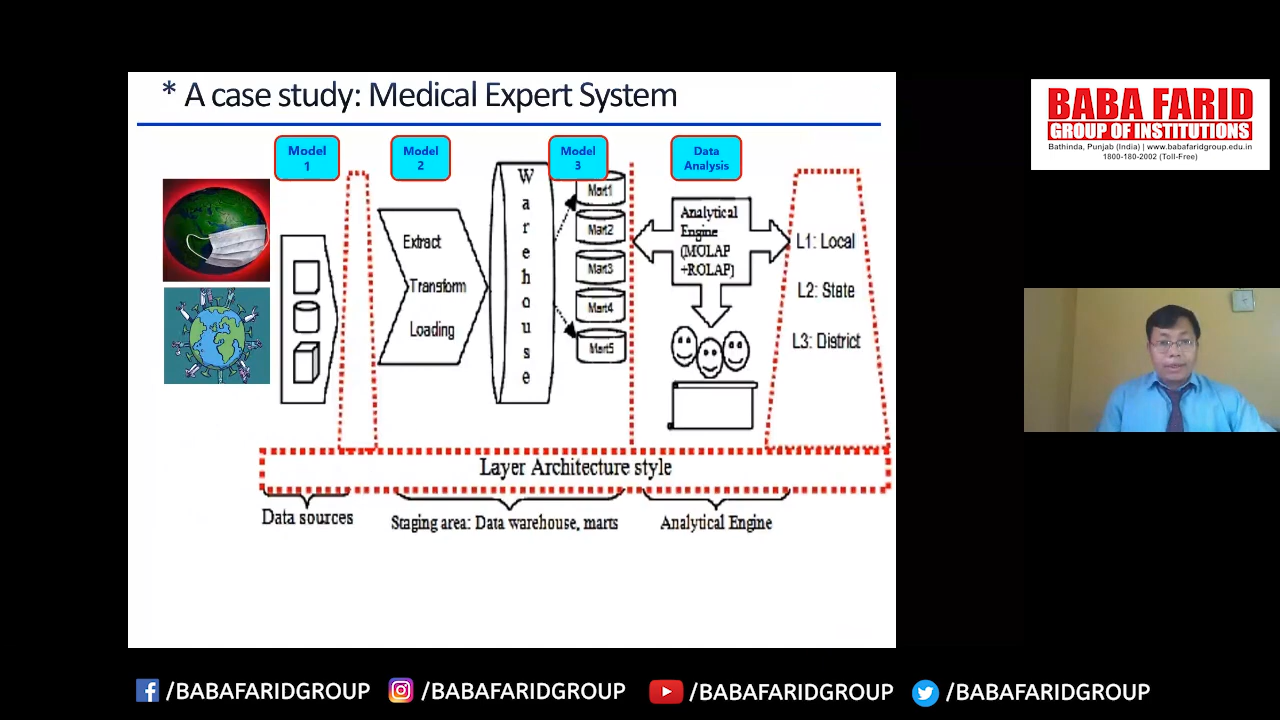 * A case study: Medical Expert System
Model
1
Model
2
Model
3
Data
Analysis
Extract
Transform
Loading
Warehouse
Mart1
Mart2
Mart3
Mart4
Mart5
Analytical
Engine
(MOLAP
+ROLAP)
L1: Local
L2: State
L3: District
Layer Architecture style
Data sources
Staging area: Data warehouse, marts
Analytical Engine
BABA FARID
GROUP OF INSTITUTIONS
Bathinda, Punjab (India) | www.babafaridgroup.edu.in
1800-180-2002 (Toll-Free)
/BABAFARIDGROUP
/BABAFARIDGROUP
/BABAFARIDGROUP
/BABAFARIDGROUP